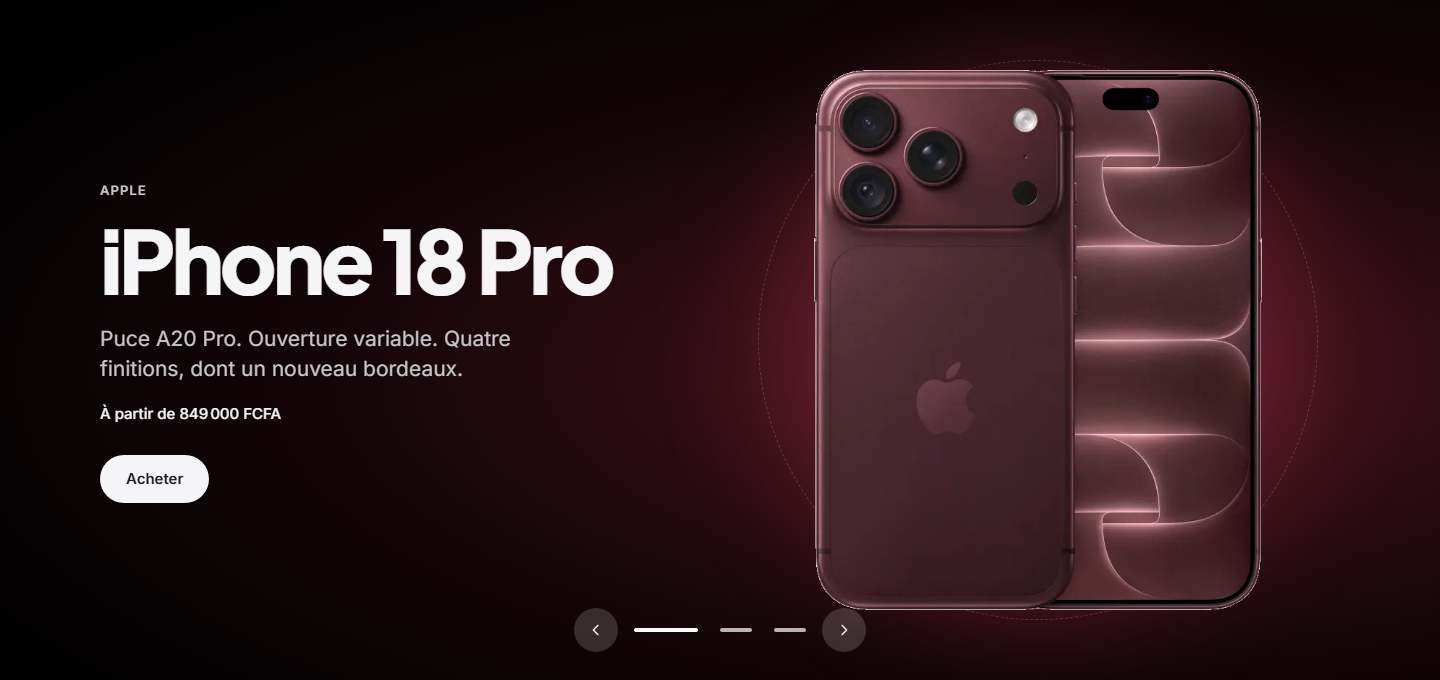 APPLE
iPhone 18 Pro
Puce A20 Pro. Ouverture variable. Quatre
finitions, dont un nouveau bordeaux.
À partir de 849 000 FCFA
Acheter